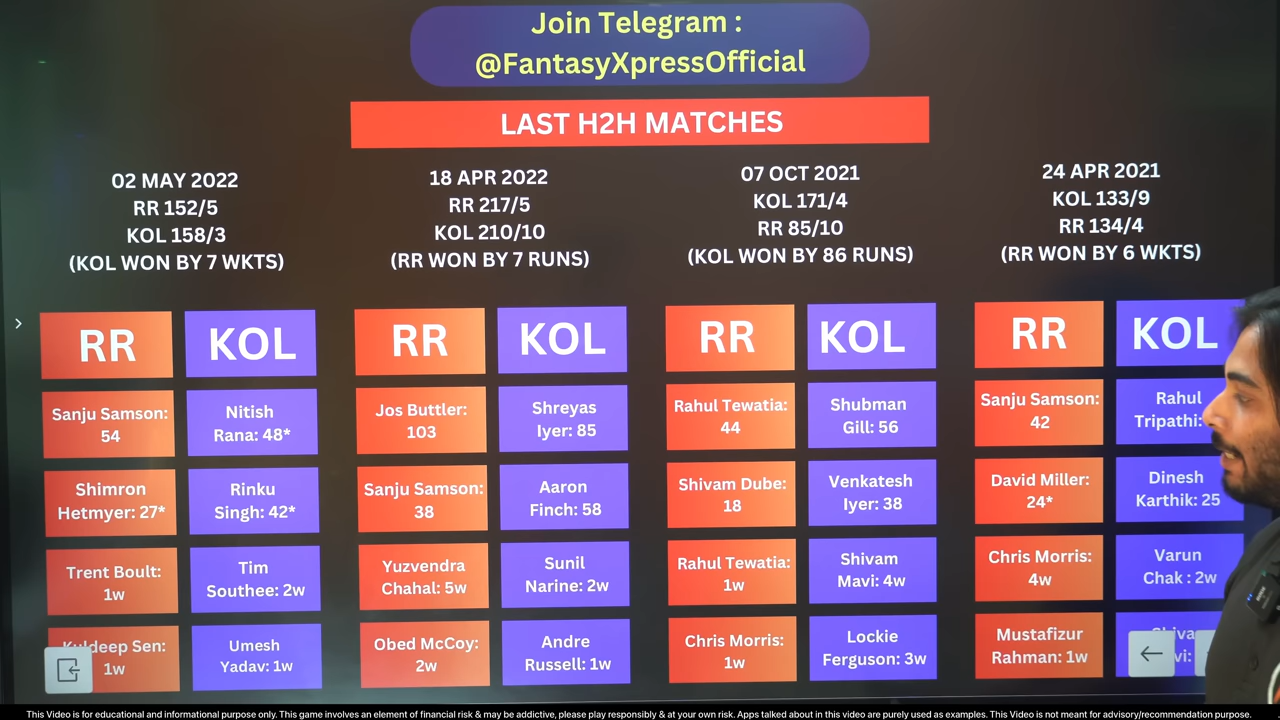 Join Telegram :
@FantasyXpressOfficial
LAST H2H MATCHES
02 MAY 2022
RR 152/5
KOL 158/3
(KOL WON BY 7 WKTS)
18 APR 2022
RR 217/5
KOL 210/10
(RR WON BY 7 RUNS)
07 OCT 2021
KOL 171/4
RR 85/10
(KOL WON BY 86 RUNS)
24 APR 2021
KOL 133/9
RR 134/4
(RR WON BY 6 WKTS)
RR
KOL
Sanju Samson:
54
Nitish
Rana: 48*
Shimron
Hetmyer: 27*
Rinku
Singh: 42*
Trent Boult:
1w
Tim
Southee: 2w
Kuldeep Sen:
1w
Umesh
Yadav: 1w
RR
KOL
Jos Buttler:
103
Shreyas
Iyer: 85
Sanju Samson:
38
Aaron
Finch: 58
Yuzvendra
Chahal: 5w
Sunil
Narine: 2w
Obed McCoy:
2w
Andre
Russell: 1w
RR
KOL
Rahul Tewatia:
44
Shubman
Gill: 56
Shivam Dube:
18
Venkatesh
Iyer: 38
Rahul Tewatia:
1w
Shivam
Mavi: 4w
Chris Morris:
1w
Lockie
Ferguson: 3w
RR
KOL
Sanju Samson:
42
Rahul
Tripathi:
David Miller:
24*
Dinesh
Karthik: 25
Chris Morris:
4w
Varun
Chak : 2w
Mustafizur
Rahman: 1w
This Video is for educational and informational purpose only. This game involves an element of financial risk & may be addictive, please play responsibly & at your own risk. Apps talked about in this video are purely used as examples. This Video is not meant for advisory/recommendation purpose.